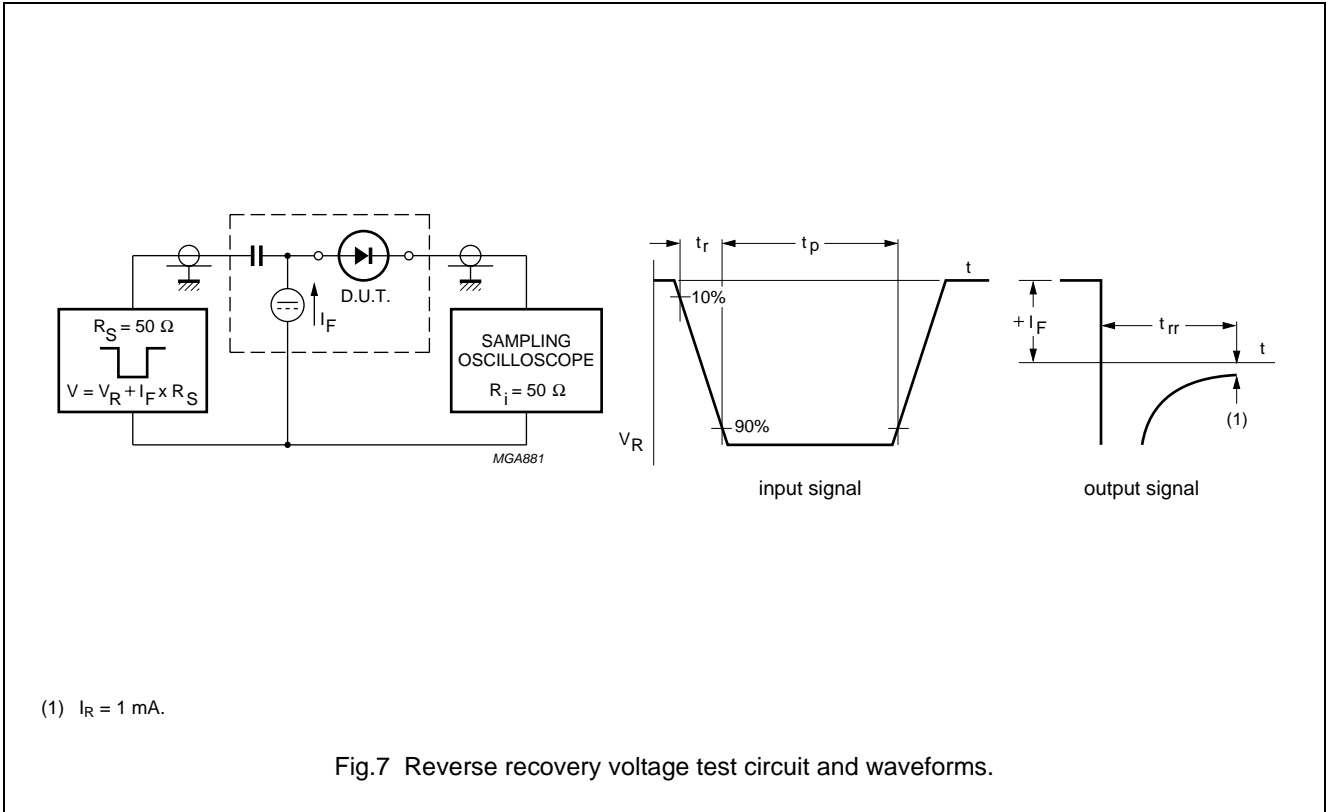 R_S = 50 Ω
V = V_R + I_F x R_S
I_F
D.U.T.
SAMPLING
OSCILLOSCOPE
R_i = 50 Ω
MGA881
t_r
t_p
t
10%
90%
V_R
input signal
+ I_F
t_rr
t
(1)
output signal
(1) I_R = 1 mA.
Fig.7 Reverse recovery voltage test circuit and waveforms.